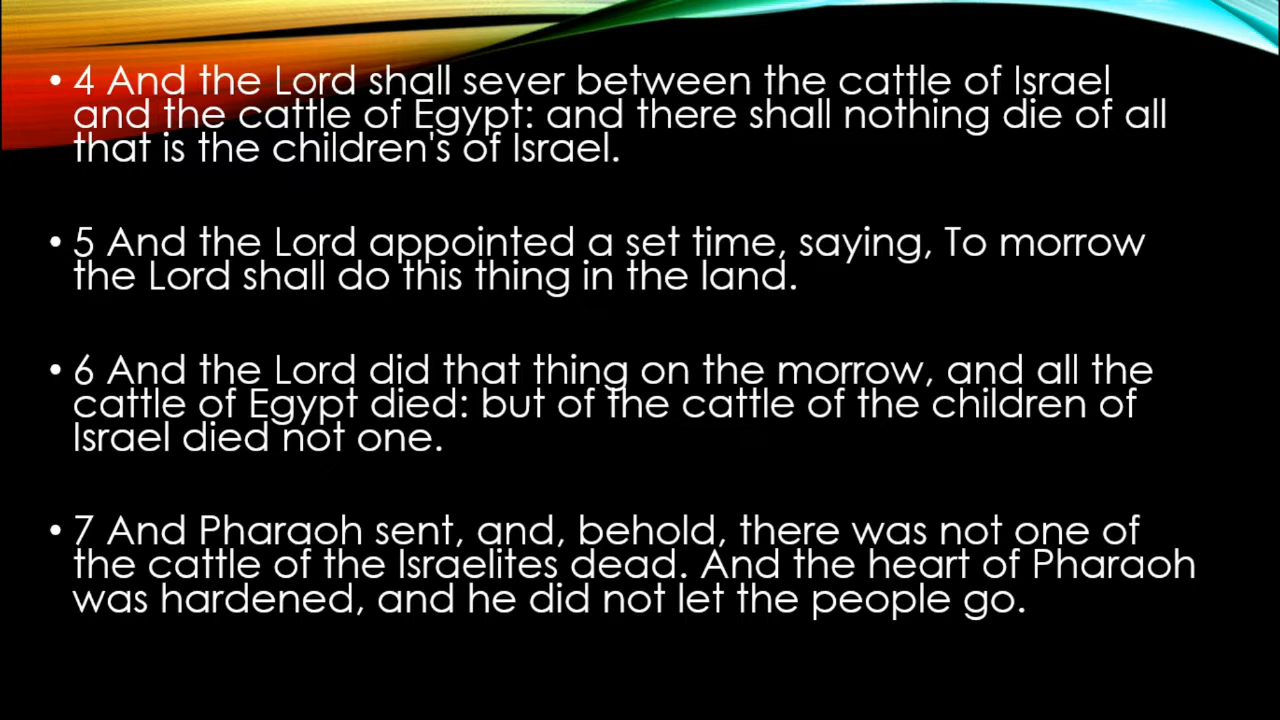 • 4 And the Lord shall sever between the cattle of Israel
and the cattle of Egypt: and there shall nothing die of all
that is the children's of Israel.
• 5 And the Lord appointed a set time, saying, To morrow
the Lord shall do this thing in the land.
• 6 And the Lord did that thing on the morrow, and all the
cattle of Egypt died: but of the cattle of the children of
Israel died not one.
• 7 And Pharaoh sent, and, behold, there was not one of
the cattle of the Israelites dead. And the heart of Pharaoh
was hardened, and he did not let the people go.